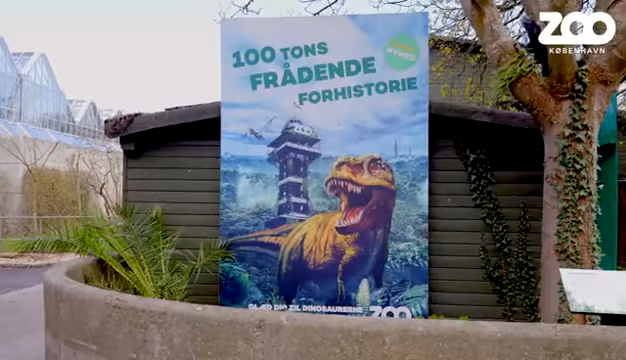 ZOO
KØBENHAVN
100 TONS
FRÅDENDE
FORHISTORIE
GLÆD DIG TIL DINOSAURERNE
ZOO